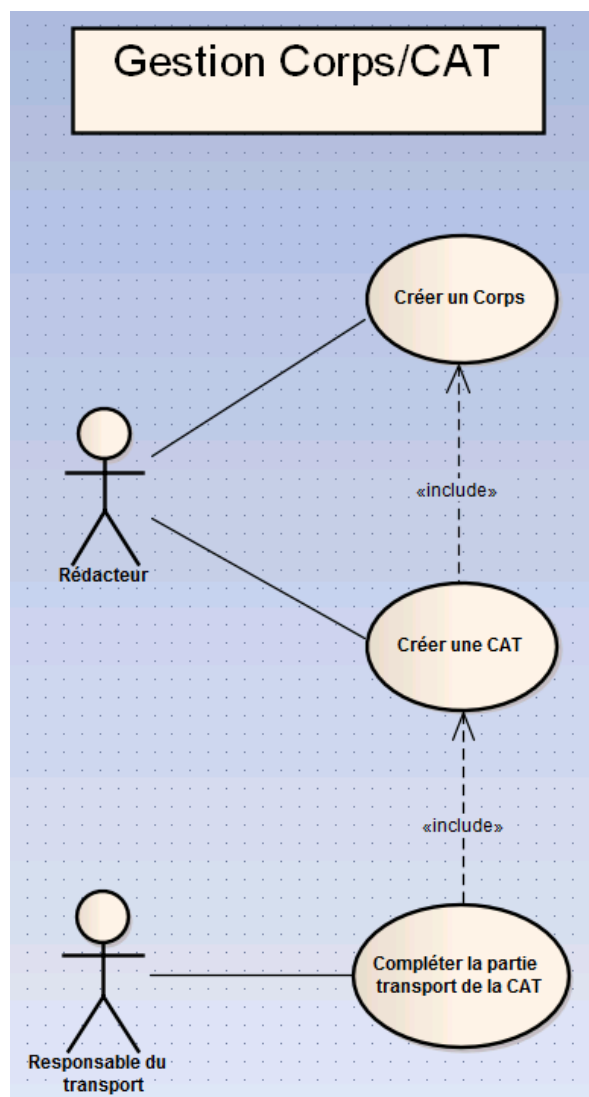 Gestion Corps/CAT
Créer un Corps
«include»
Rédacteur
Créer une CAT
«include»
Compléter la partie
transport de la CAT
Responsable du
transport